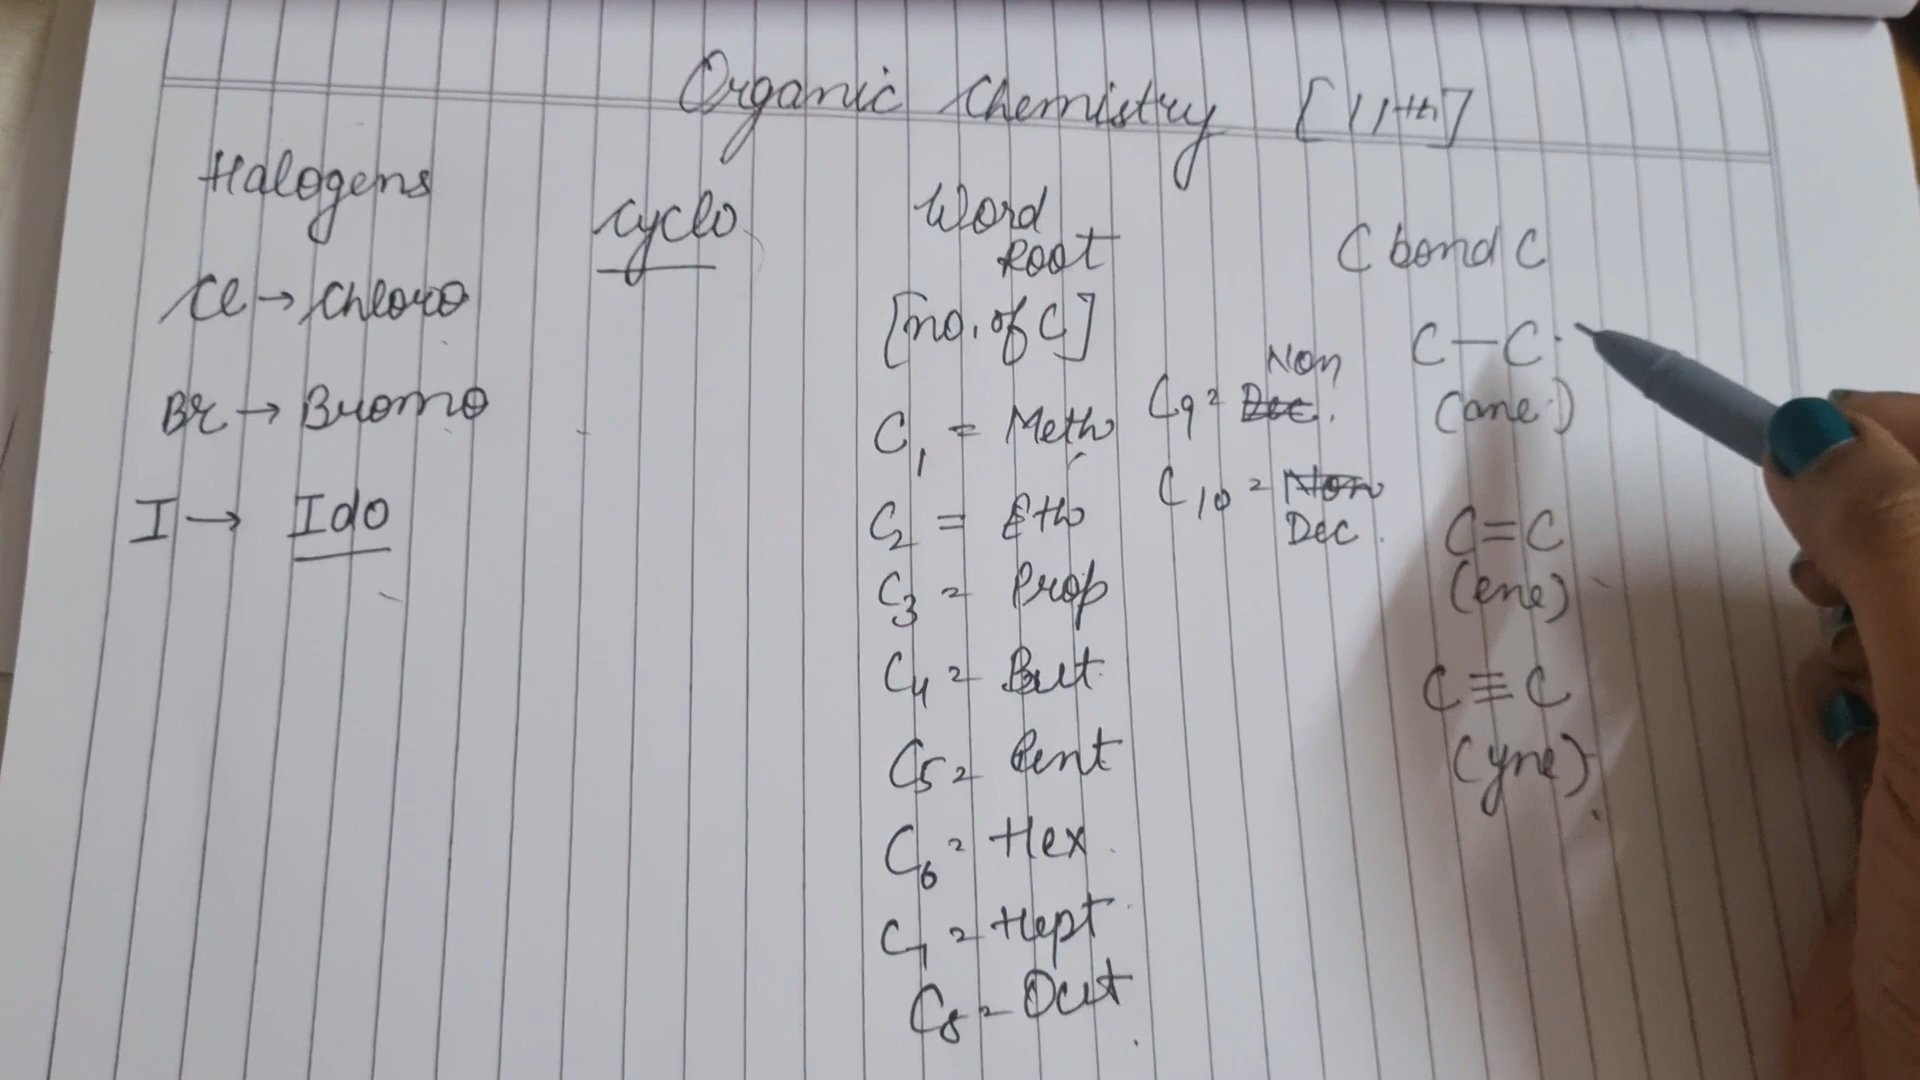 Organic Chemistry [11th]
Halogens
Cl → Chloro
Br → Bromo
I → Ido
Cyclo
Word
Root
[no. of C]
C1 = Meth
C2 = Eth
C3 = Prop
C4 = But
C5 = Pent
C6 = Hex
C7 = Hept
C8 = Oct
Non
C9 = Dec.
C10 = Non
Dec.
C bond C
C–C
(ane)
C=C
(ene)
C≡C
(yne)